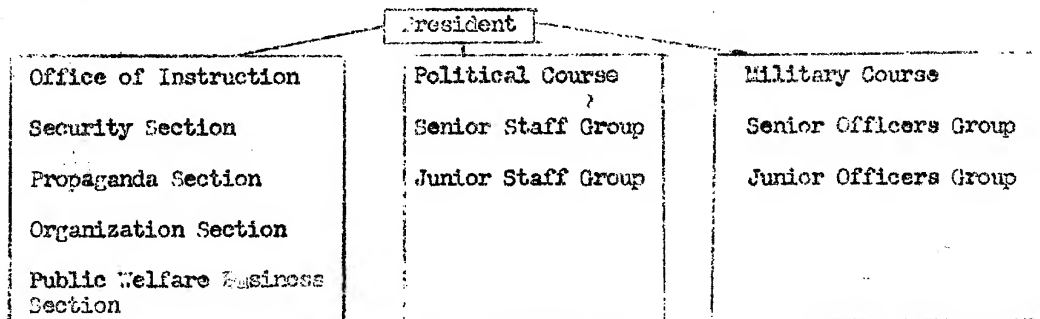 President
Office of Instruction
Security Section
Propaganda Section
Organization Section
Public Welfare Business
Section
Political Course
Senior Staff Group
Junior Staff Group
Military Course
Senior Officers Group
Junior Officers Group